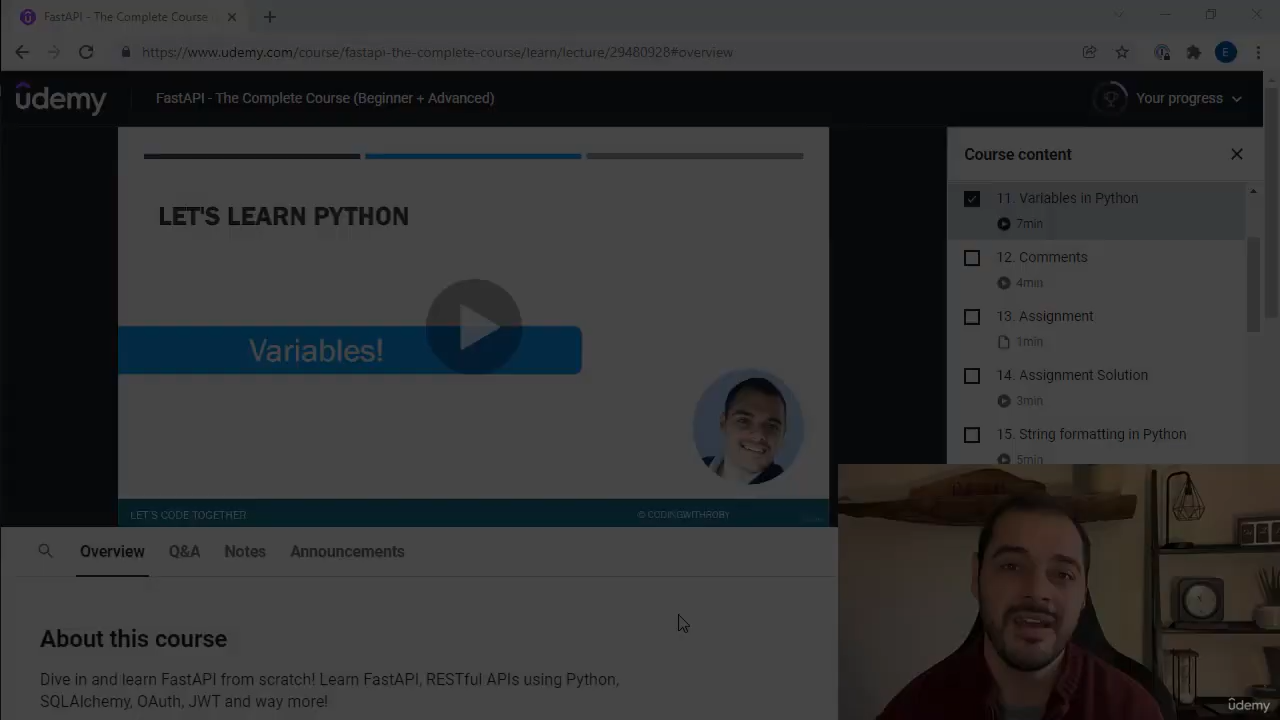 FastAPI - The Complete Course
https://www.udemy.com/course/fastapi-the-complete-course/learn/lecture/29480928#overview
E
udemy
FastAPI - The Complete Course (Beginner + Advanced)
Your progress
LET'S LEARN PYTHON
Variables!
LET'S CODE TOGETHER
© CODINGWITHROBY
Course content
11. Variables in Python
7min
12. Comments
4min
13. Assignment
1min
14. Assignment Solution
3min
15. String formatting in Python
5min
Overview
Q&A
Notes
Announcements
About this course
Dive in and learn FastAPI from scratch! Learn FastAPI, RESTful APIs using Python,
SQLAlchemy, OAuth, JWT and way more!
udemy